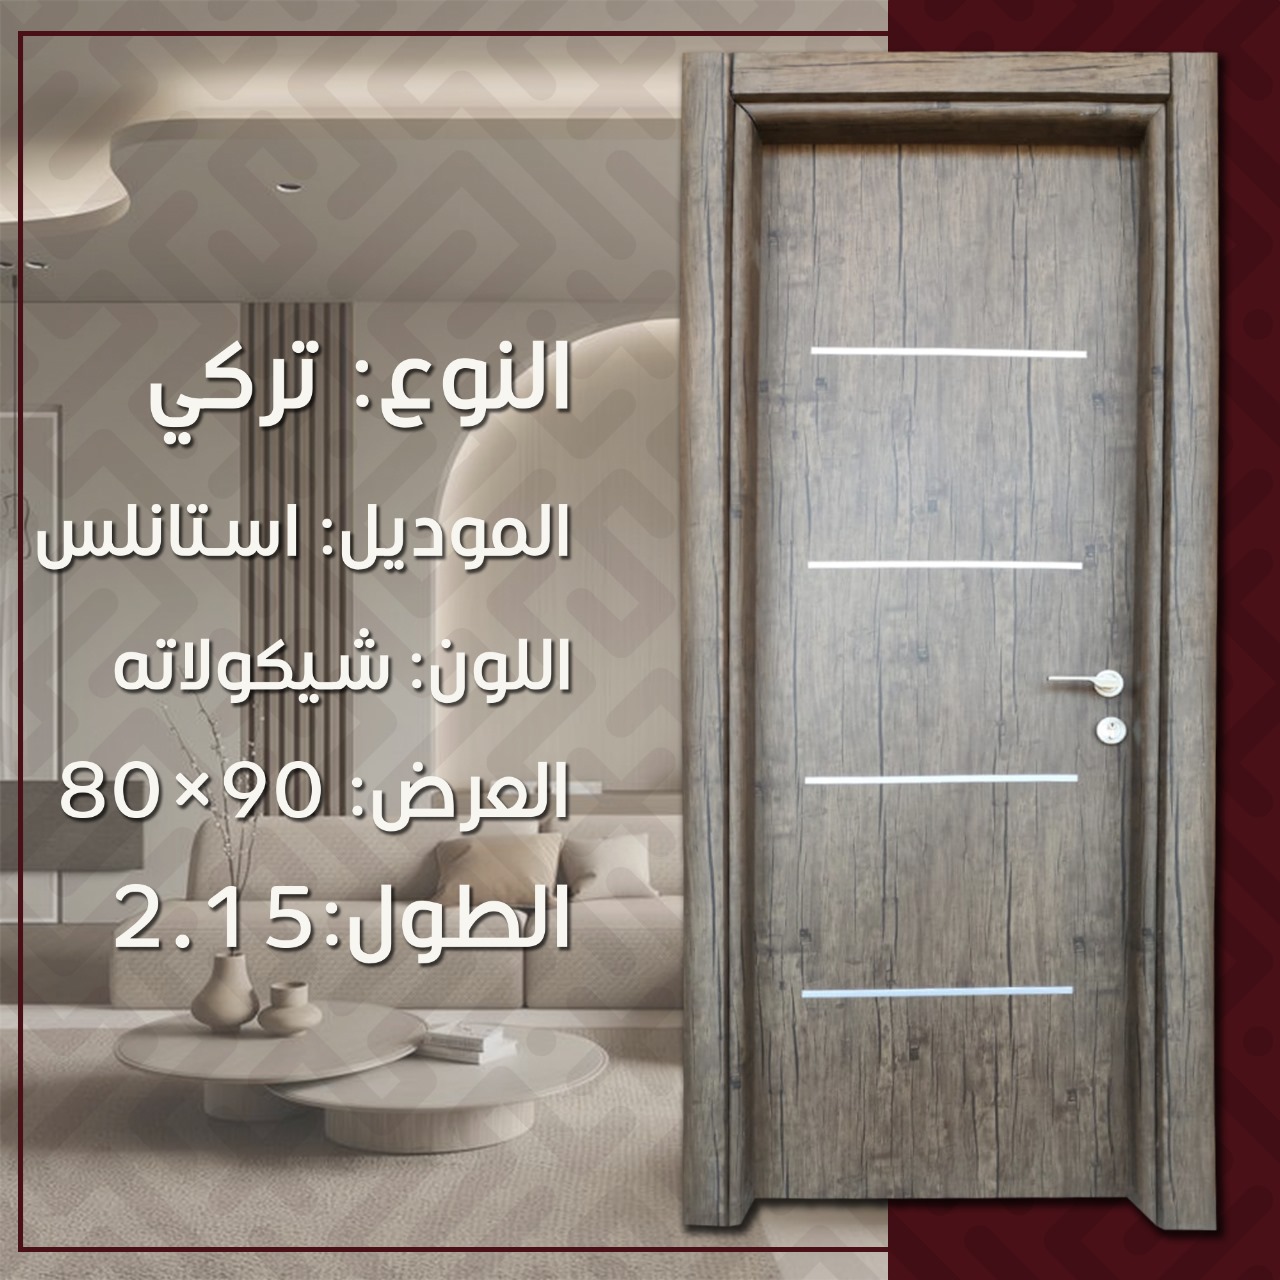 النوع: تركي
الموديل: استانلس
اللون: شيكولاته
العرض: 90×80
الطول:2.15